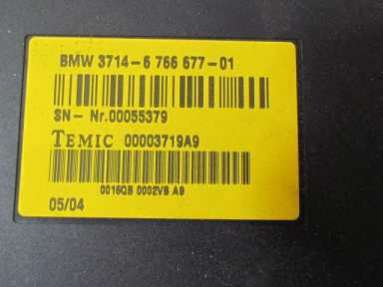 BMW 3714-6 766 677-01
SN- Nr.00055379
TEMIC 00003719A9
0016QB 0002VB A9
05/04